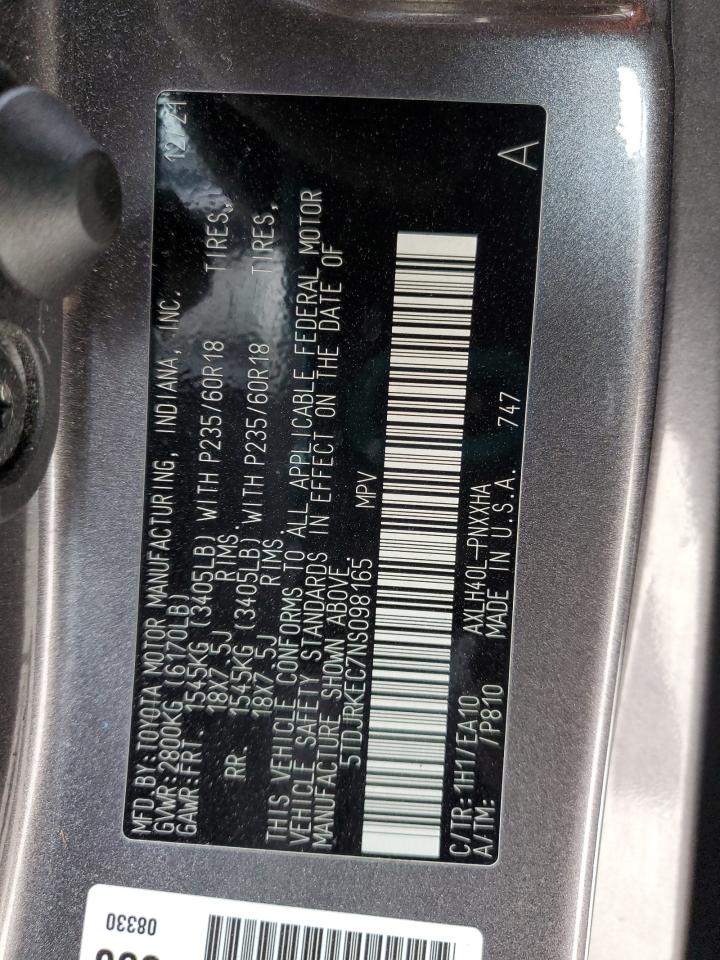 MFD.BY:TOYOTA MOTOR MANUFACTURING, INDIANA, INC. 12/21
GVWR:2800KG (6170LB)
GAWR:FRT. 1545KG (3405LB) WITH P235/60R18 TIRES,
18X7.5J RIMS.
RR. 1545KG (3405LB) WITH P235/60R18 TIRES,
18X7.5J RIMS.
THIS VEHICLE CONFORMS TO ALL APPLICABLE FEDERAL MOTOR
VEHICLE SAFETY STANDARDS IN EFFECT ON THE DATE OF
MANUFACTURE SHOWN ABOVE.
5TDJRKEC7NS098165 MPV
C/TR:1H1/EA10 AXLH40L-PNXXHA
A/TM: /P810 MADE IN U.S.A. 747 A
08330